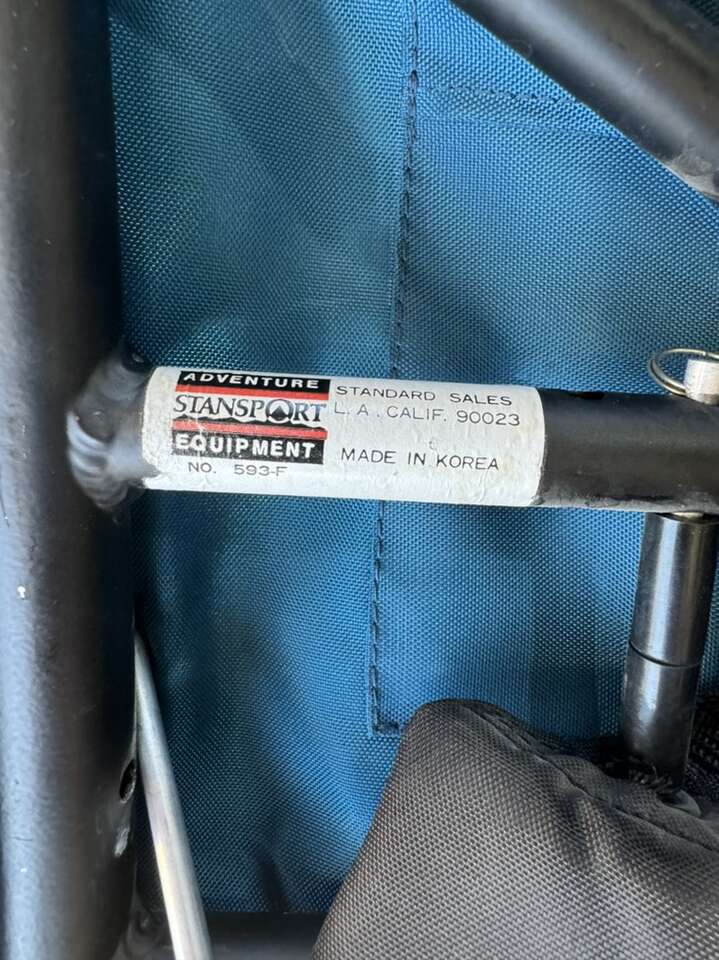 ADVENTURE
STANSPORT
EQUIPMENT
NO. 593-F
STANDARD SALES
L.A. CALIF. 90023
MADE IN KOREA